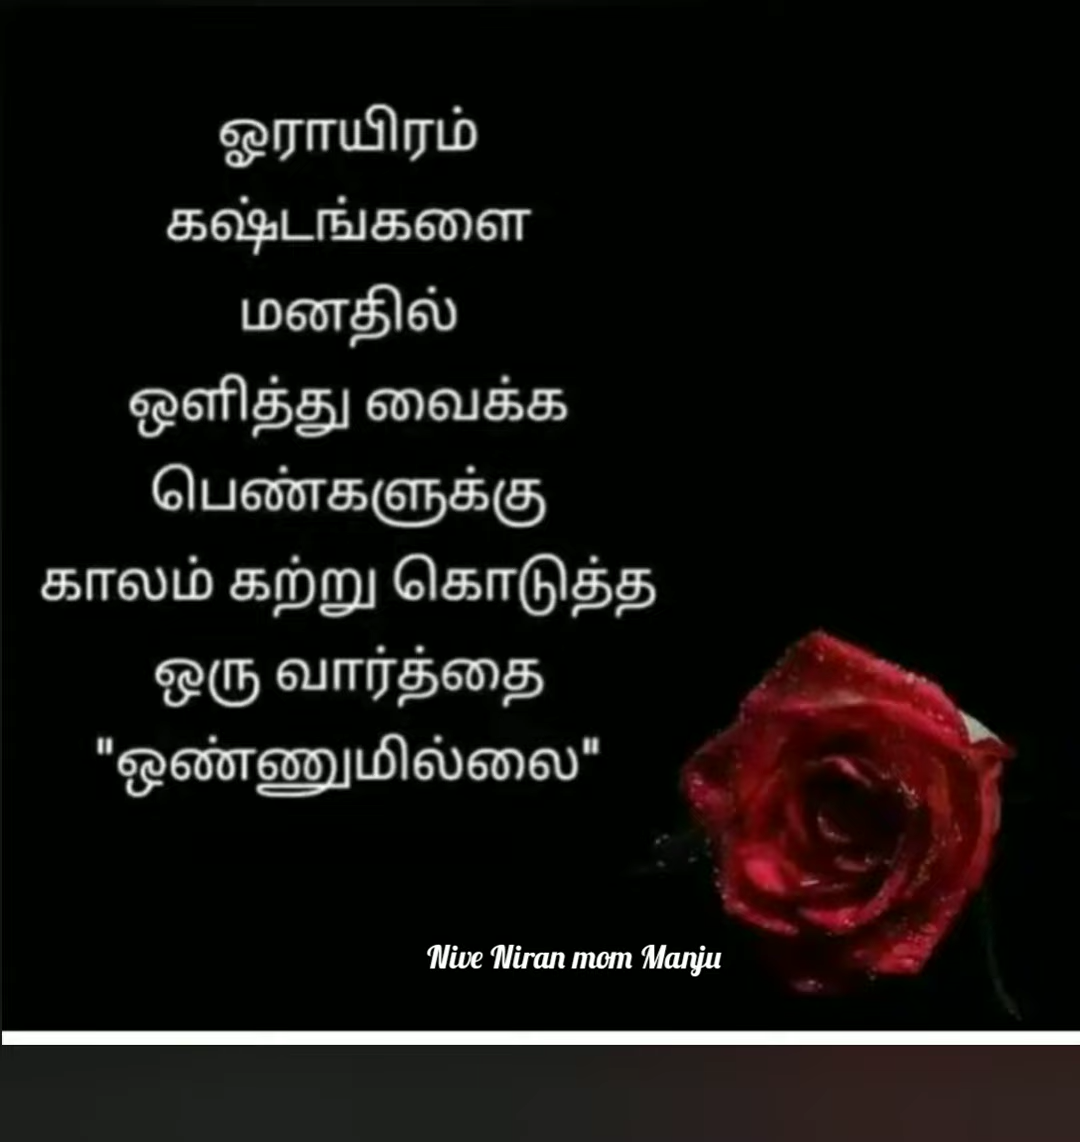 ஓராயிரம்
கஷ்டங்களை
மனதில்
ஒளித்து வைக்க
பெண்களுக்கு
காலம் கற்று கொடுத்த
ஒரு வார்த்தை
"ஒண்ணுமில்லை"
Nive Niran mom Manju